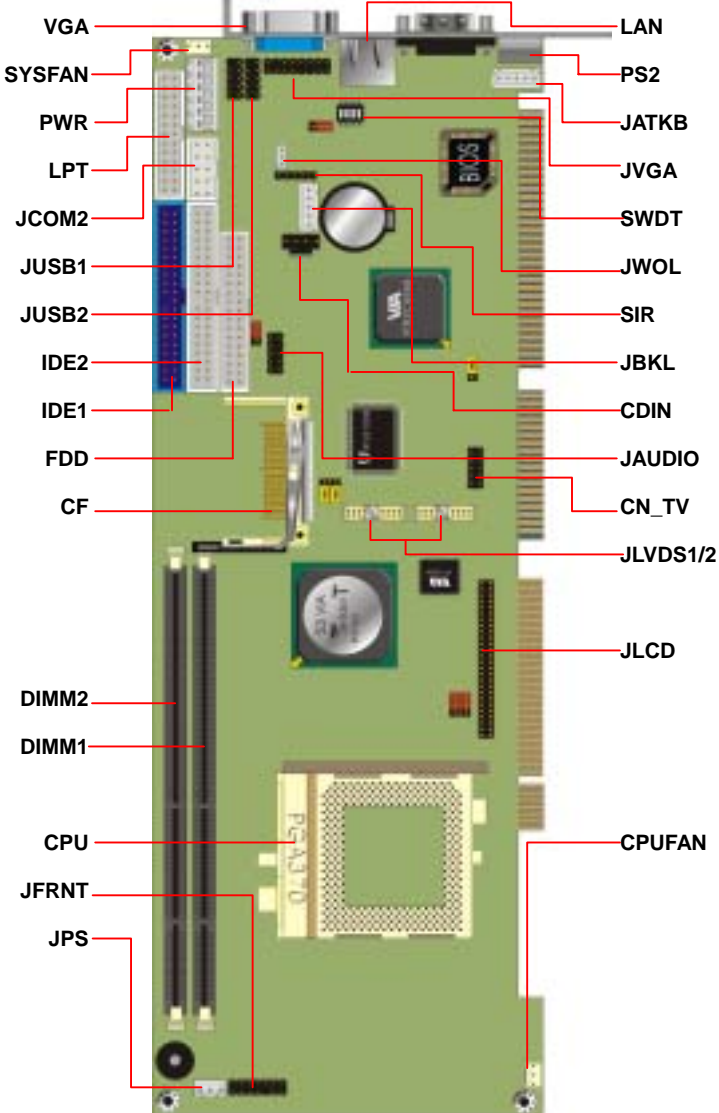 VGA
SYSFAN
PWR
LPT
JCOM2
JUSB1
JUSB2
IDE2
IDE1
FDD
CF
DIMM2
DIMM1
CPU
JFRNT
JPS
LAN
PS2
JATKB
JVGA
SWDT
JWOL
SIR
JBKL
CDIN
JAUDIO
CN_TV
JLVDS1/2
JLCD
CPUFAN
BIOS
VIA
PGA370